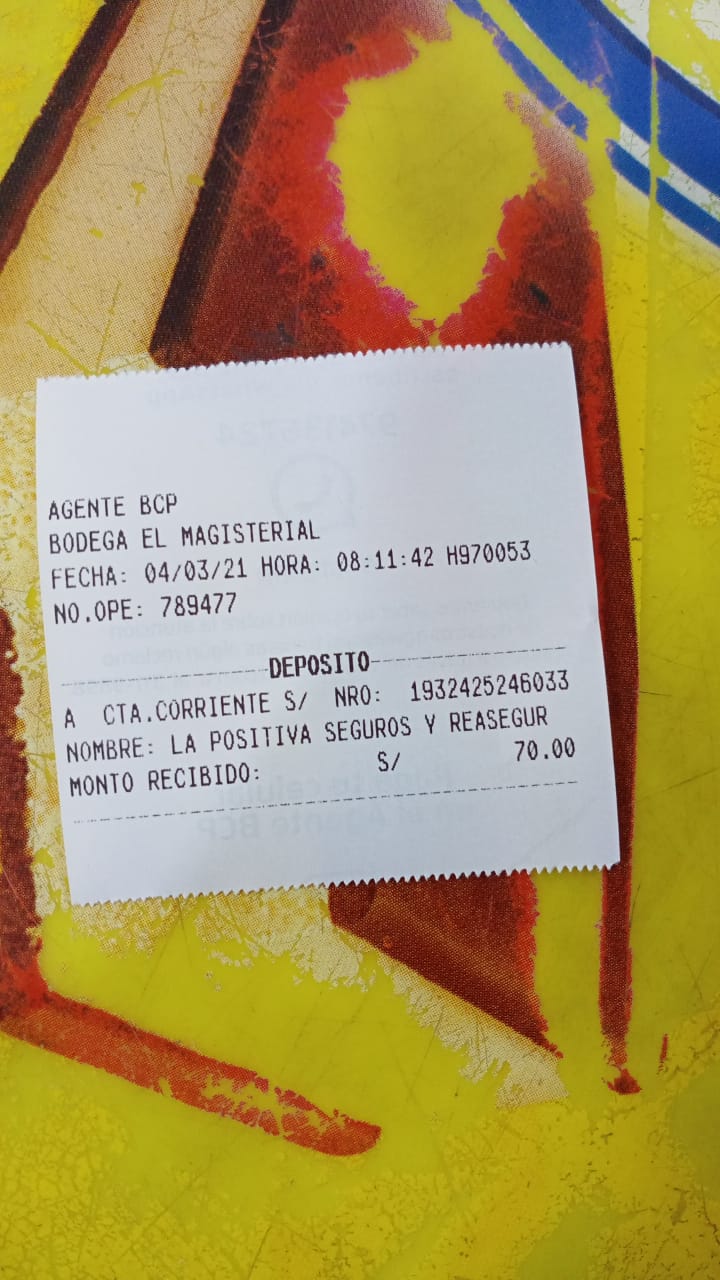 AGENTE BCP
BODEGA EL MAGISTERIAL
FECHA: 04/03/21 HORA: 08:11:42 H970053
NO.OPE: 789477
DEPOSITO
A CTA.CORRIENTE S/ NRO: 1932425246033
NOMBRE: LA POSITIVA SEGUROS Y REASEGUR
MONTO RECIBIDO: S/ 70.00